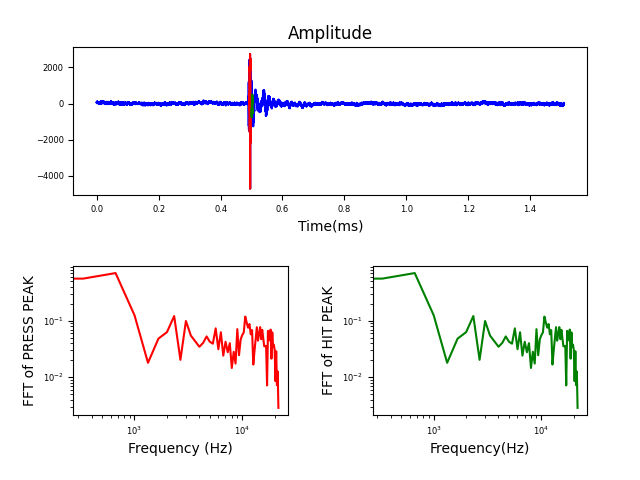 Amplitude
2000
0
−2000
−4000
0.0 0.2 0.4 0.6 0.8 1.0 1.2 1.4
Time(ms)
FFT of PRESS PEAK
10⁻¹
10⁻²
10³ 10⁴
Frequency (Hz)
FFT of HIT PEAK
10⁻¹
10⁻²
10³ 10⁴
Frequency(Hz)